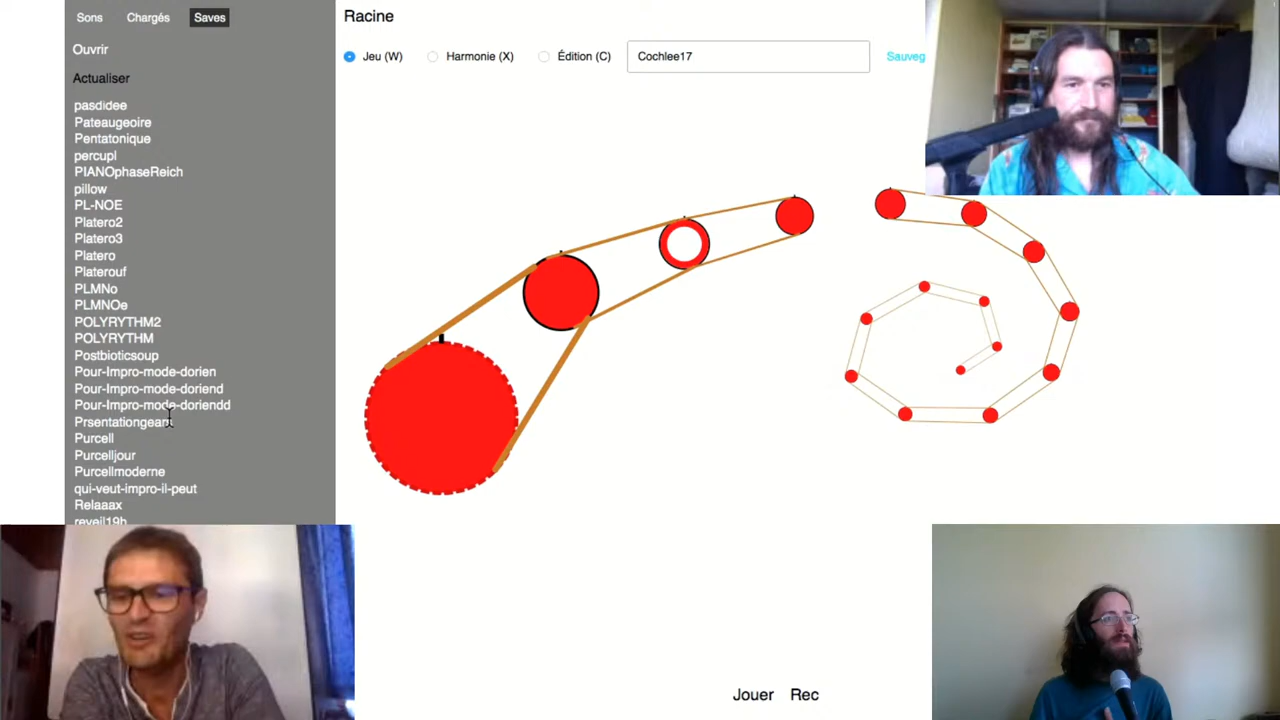 Sons Chargés Saves
Ouvrir
Actualiser
pasdidee
Pateaugeoire
Pentatonique
percupl
PIANOphaseReich
pillow
PL-NOE
Platero2
Platero3
Platero
Platerouf
PLMNo
PLMNOe
POLYRYTHM2
POLYRYTHM
Postbioticsoup
Pour-Impro-mode-dorien
Pour-Impro-mode-doriend
Pour-Impro-mode-doriendd
Prsentationgeant
Purcell
Purcelljour
Purcellmoderne
qui-veut-impro-il-peut
Relaaax
reveil19h
Racine
Jeu (W) Harmonie (X) Édition (C) Cochlee17 Sauveg
Jouer Rec